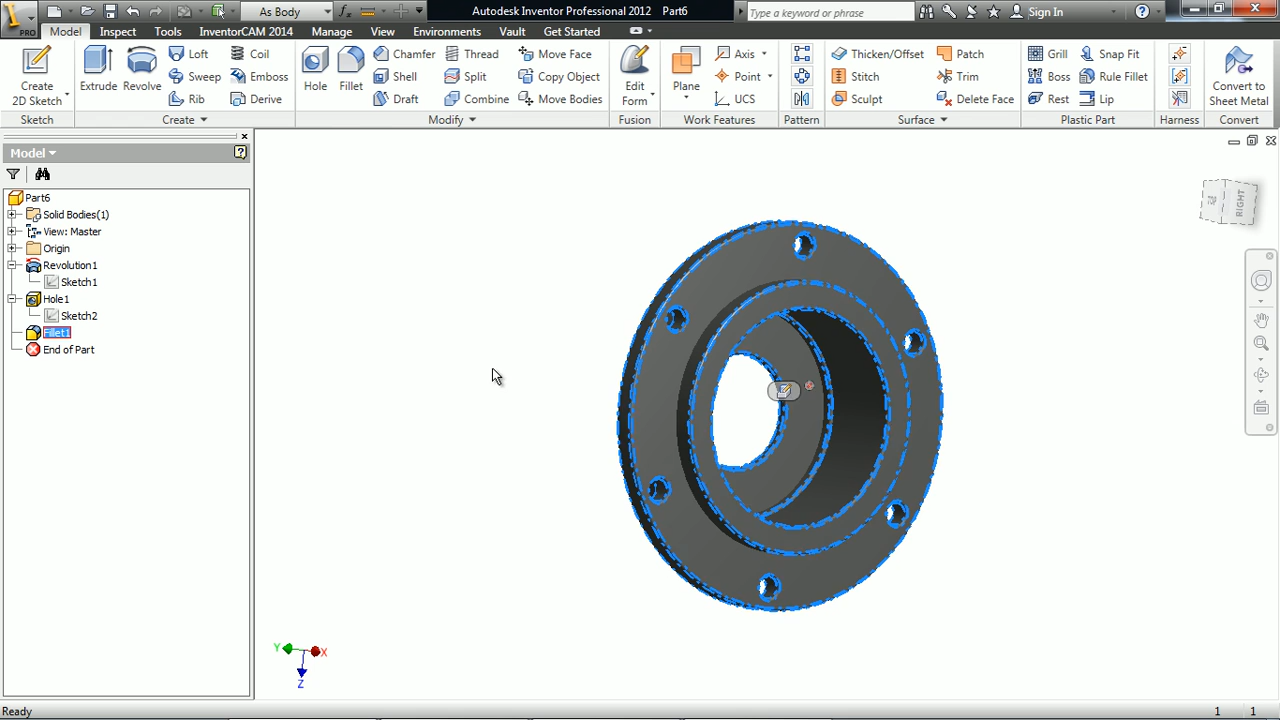 PRO
As Body
Autodesk Inventor Professional 2012 Part6
Type a keyword or phrase
Sign In
Model Inspect Tools InventorCAM 2014 Manage View Environments Vault Get Started
Create
2D Sketch
Sketch
Extrude
Revolve
Loft
Sweep
Rib
Coil
Emboss
Derive
Create
Hole
Fillet
Chamfer
Shell
Draft
Thread
Split
Combine
Move Face
Copy Object
Move Bodies
Modify
Edit
Form
Fusion
Plane
Axis
Point
UCS
Work Features
Pattern
Thicken/Offset
Stitch
Sculpt
Patch
Trim
Delete Face
Surface
Grill
Boss
Rest
Snap Fit
Rule Fillet
Lip
Plastic Part
Harness
Convert to
Sheet Metal
Convert
Model
Part6
Solid Bodies(1)
View: Master
Origin
Revolution1
Sketch1
Hole1
Sketch2
Fillet1
End of Part
RIGHT
Y
X
Z
Ready
1 1